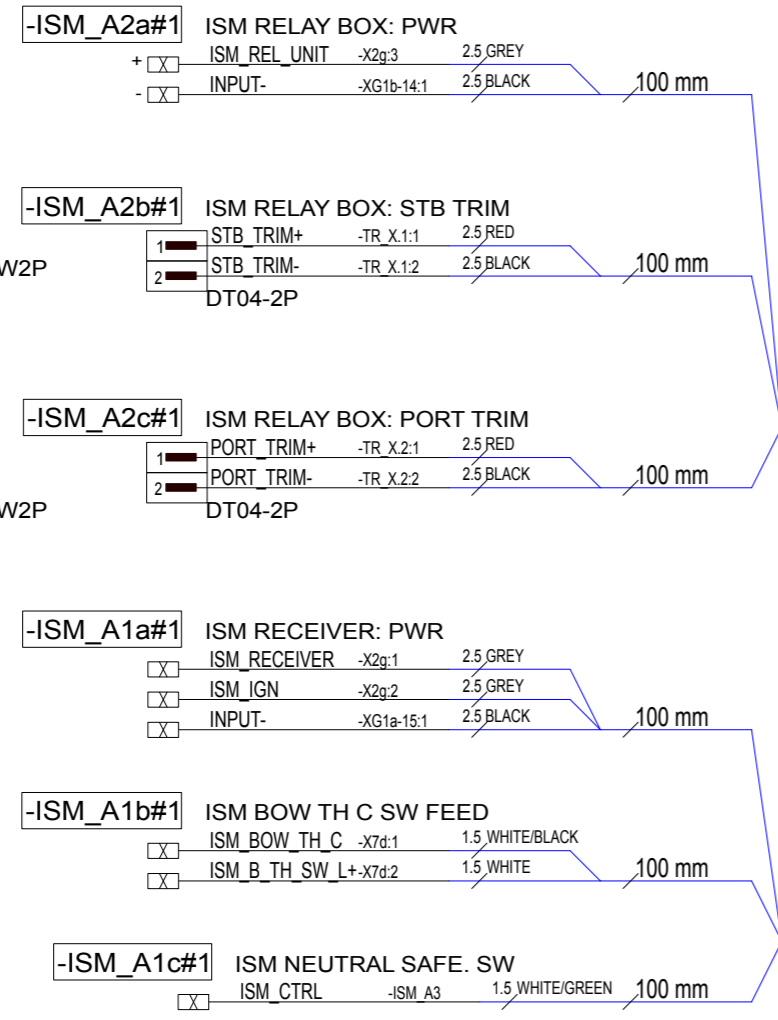 -ISM_A2a#1 ISM RELAY BOX: PWR
+ X ISM_REL_UNIT -X2g:3 2.5 GREY
- X INPUT- -XG1b-14:1 2.5 BLACK 100 mm
-ISM_A2b#1 ISM RELAY BOX: STB TRIM
1 STB_TRIM+ -TR_X.1:1 2.5 RED
W2P 2 STB_TRIM- -TR_X.1:2 2.5 BLACK 100 mm
DT04-2P
-ISM_A2c#1 ISM RELAY BOX: PORT TRIM
1 PORT_TRIM+ -TR_X.2:1 2.5 RED
2 PORT_TRIM- -TR_X.2:2 2.5 BLACK 100 mm
W2P DT04-2P
-ISM_A1a#1 ISM RECEIVER: PWR
X ISM_RECEIVER -X2g:1 2.5 GREY
X ISM_IGN -X2g:2 2.5 GREY
X INPUT- -XG1a-15:1 2.5 BLACK 100 mm
-ISM_A1b#1 ISM BOW TH C SW FEED
X ISM_BOW_TH_C -X7d:1 1.5 WHITE/BLACK
X ISM_B_TH_SW_L+ -X7d:2 1.5 WHITE 100 mm
-ISM_A1c#1 ISM NEUTRAL SAFE. SW
X ISM_CTRL -ISM_A3 1.5 WHITE/GREEN 100 mm